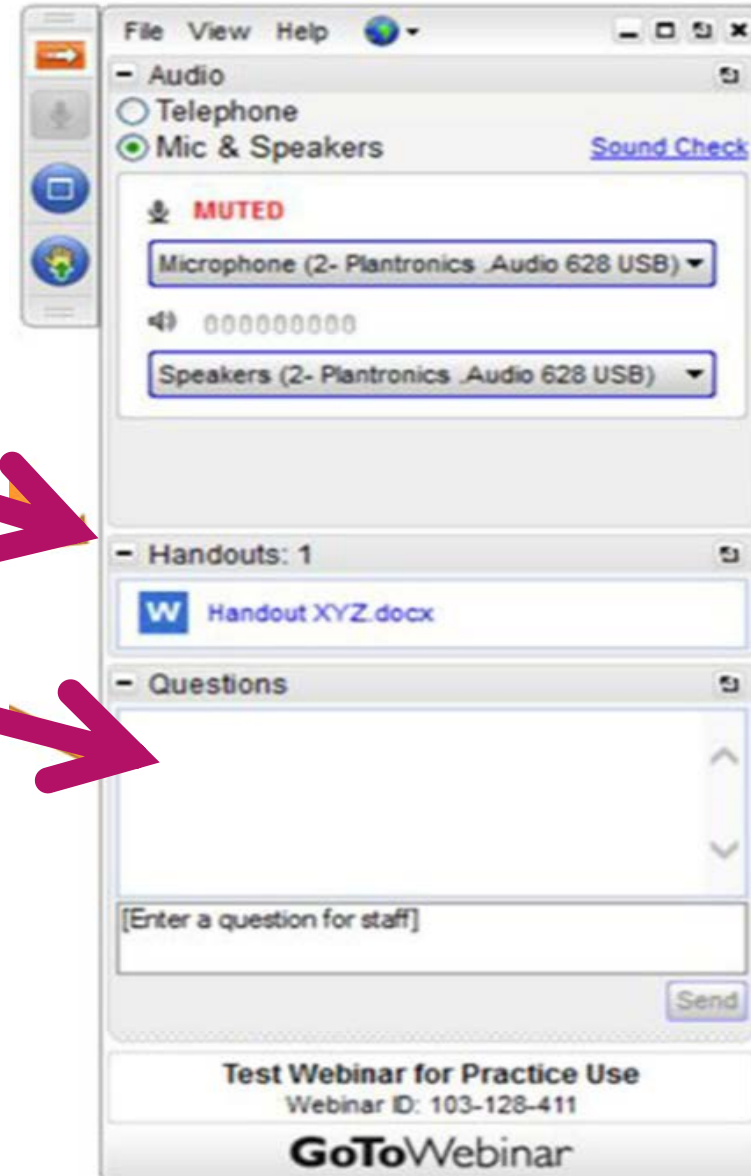 File View Help
Audio
Telephone
Mic & Speakers Sound Check
MUTED
Microphone (2- Plantronics .Audio 628 USB)
Speakers (2- Plantronics .Audio 628 USB)
Handouts: 1
W Handout XYZ.docx
Questions
[Enter a question for staff]
Send
Test Webinar for Practice Use
Webinar ID: 103-128-411
GoToWebinar